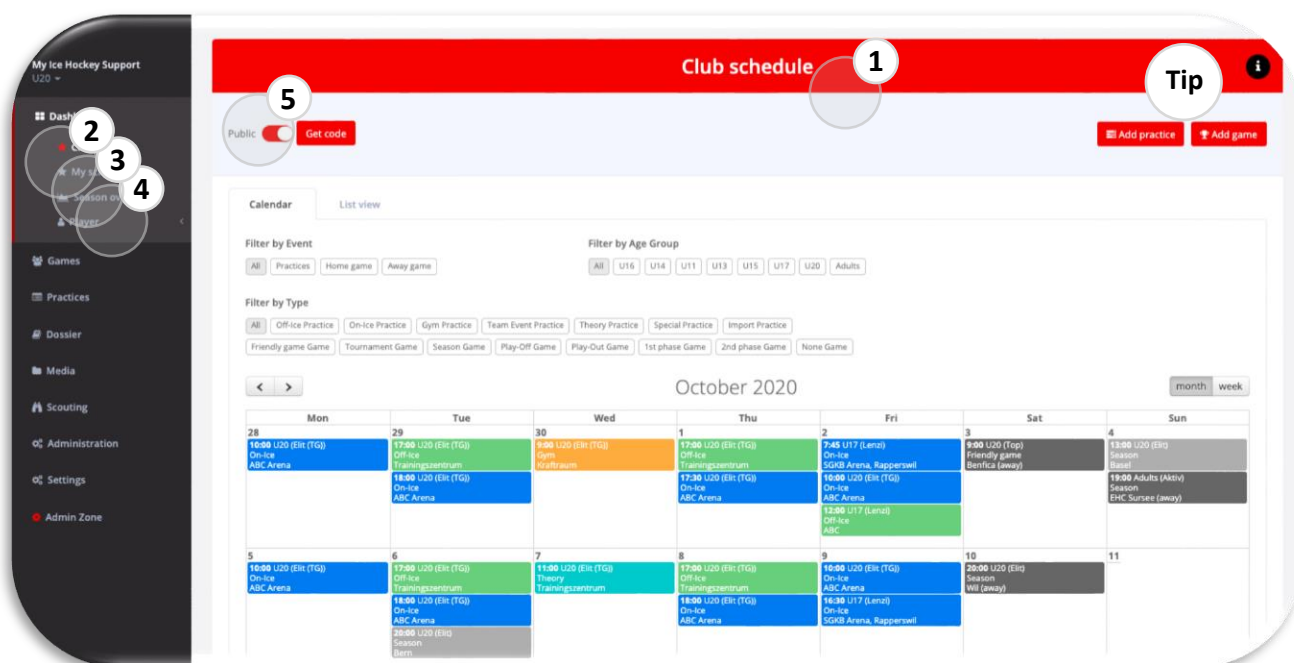 My Ice Hockey Support
U20
Club schedule
1
Tip
i
5
Public
Get code
Add practice
Add game
Dash
2
3
My s
4
Season ov
Player
Games
Practices
Dossier
Media
Scouting
Administration
Settings
Admin Zone
Calendar
List view
Filter by Event
Filter by Age Group
All Practices Home game Away game
All U16 U14 U11 U13 U15 U17 U20 Adults
Filter by Type
All Off-Ice Practice On-Ice Practice Gym Practice Team Event Practice Theory Practice Special Practice Import Practice
Friendly game Game Tournament Game Season Game Play-Off Game Play-Out Game 1st phase Game 2nd phase Game None Game
October 2020
month week
Mon Tue Wed Thu Fri Sat Sun
28
10:00 U20 (Elit (TG))
On-Ice
ABC Arena
29
17:00 U20 (Elit (TG))
Off-Ice
Trainingszentrum
18:00 U20 (Elit (TG))
On-Ice
ABC Arena
30
9:00 U20 (Elit (TG))
Gym
Kraftraum
1
17:00 U20 (Elit (TG))
Off-Ice
Trainingszentrum
17:30 U20 (Elit (TG))
On-Ice
ABC Arena
2
7:45 U17 (Lenzi)
On-Ice
SGKB Arena, Rapperswil
10:00 U20 (Elit (TG))
On-Ice
ABC Arena
12:00 U17 (Lenzi)
Off-Ice
ABC
3
9:00 U20 (Top)
Friendly game
Benfica (away)
4
13:00 U20 (Elit)
Season
Basel
19:00 Adults (Aktiv)
Season
EHC Sursee (away)
5
10:00 U20 (Elit (TG))
On-Ice
ABC Arena
6
17:00 U20 (Elit (TG))
Off-Ice
Trainingszentrum
18:00 U20 (Elit (TG))
On-Ice
ABC Arena
20:00 U20 (Elit)
Season
Bern
7
11:00 U20 (Elit (TG))
Theory
Trainingszentrum
8
17:00 U20 (Elit (TG))
Off-Ice
Trainingszentrum
18:00 U20 (Elit (TG))
On-Ice
ABC Arena
9
10:00 U20 (Elit (TG))
On-Ice
ABC Arena
16:30 U17 (Lenzi)
On-Ice
SGKB Arena, Rapperswil
10
20:00 U20 (Elit)
Season
Wil (away)
11